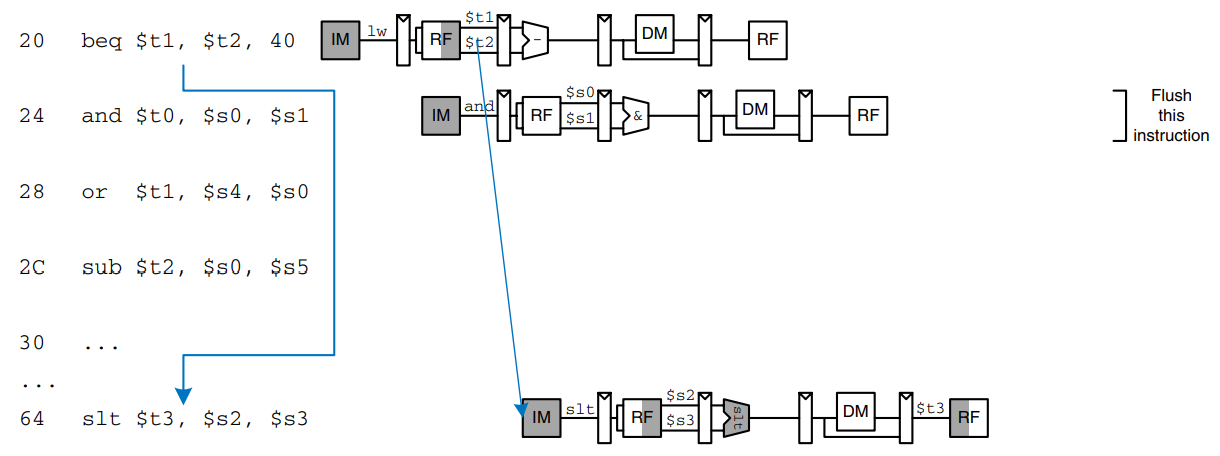 20 beq $t1, $t2, 40 IM lw RF $t1 $t2 - DM RF
24 and $t0, $s0, $s1 IM and RF $s0 $s1 & DM RF
Flush
this
instruction
28 or $t1, $s4, $s0
2C sub $t2, $s0, $s5
30 ...
...
64 slt $t3, $s2, $s3 IM slt RF $s2 $s3 slt DM $t3 RF